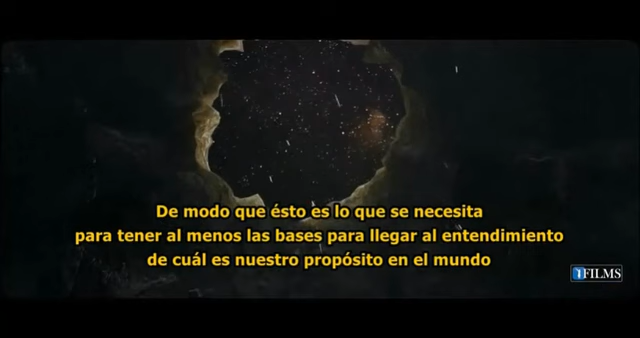 De modo que ésto es lo que se necesita
para tener al menos las bases para llegar al entendimiento
de cuál es nuestro propósito en el mundo
1FILMS